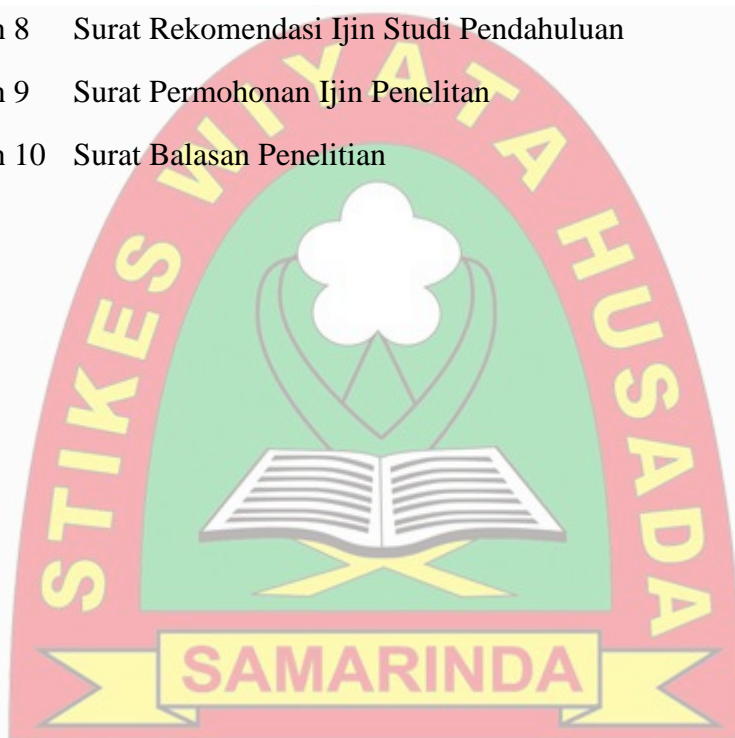 n 8 Surat Rekomendasi Ijin Studi Pendahuluan
n 9 Surat Permohonan Ijin Penelitan
n 10 Surat Balasan Penelitian
STIKES WIYATA HUSADA
SAMARINDA